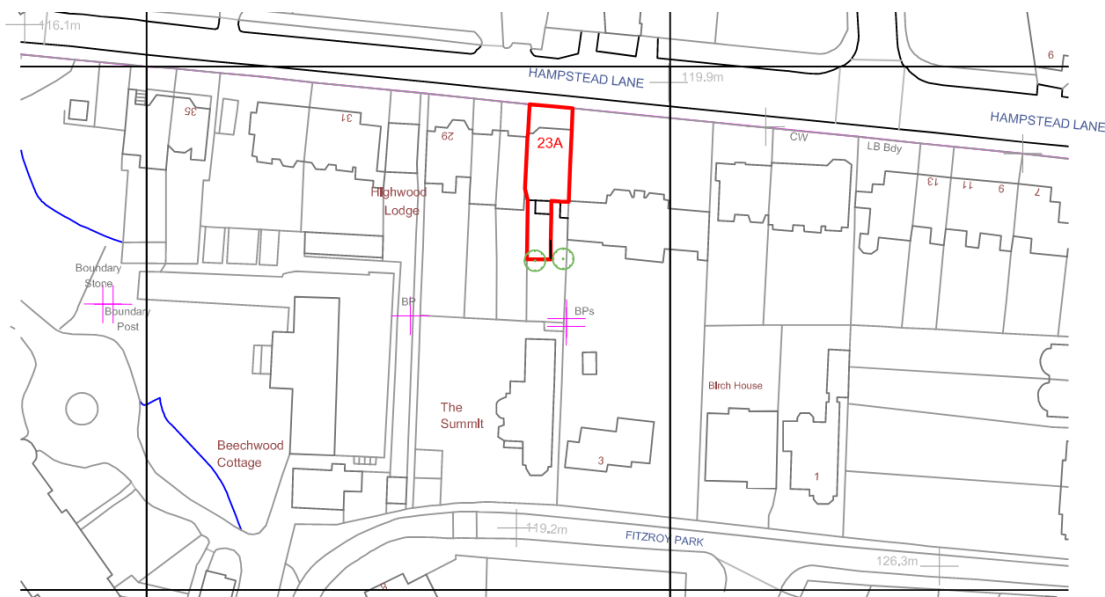 116.1m
9
HAMPSTEAD LANE
119.9m
HAMPSTEAD LANE
35
31
29
23A
CW
LB Bdy
13
11
9
7
Highwood
Lodge
Boundary
Stone
Boundary
Post
BP
BPs
Birch House
The
Summit
Beechwood
Cottage
3
1
119.2m
FITZROY PARK
126.3m